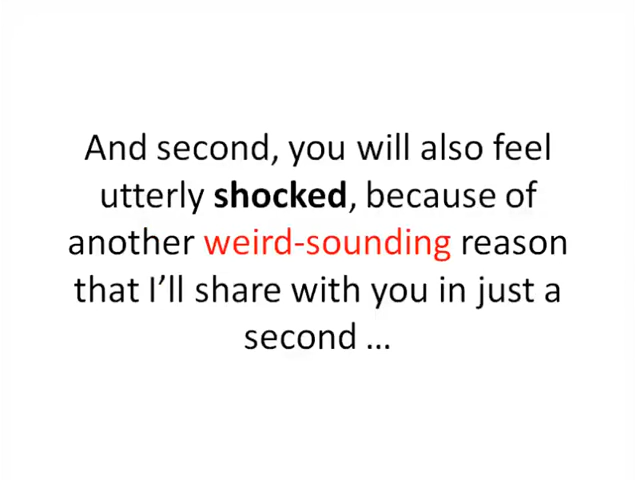 And second, you will also feel
utterly shocked, because of
another weird-sounding reason
that I’ll share with you in just a
second …